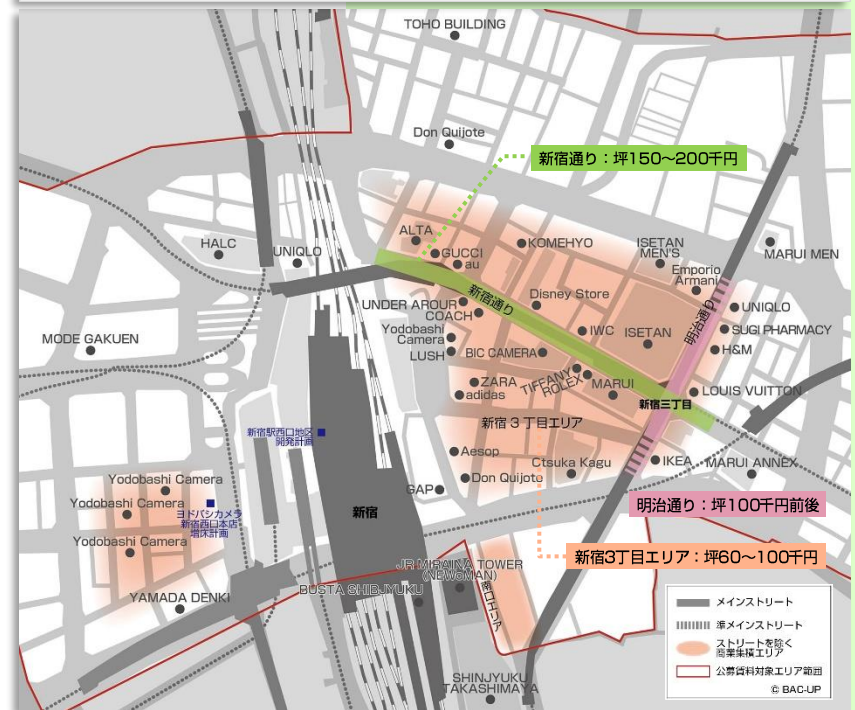 TOHO BUILDING
Don Quijote
新宿通り：坪150～200千円
ALTA
GUCCI
au
KOMEHYO
ISETAN
MEN'S
MARUI MEN
HALC
UNIQLO
Emporio
Armani
新宿通り
Disney Store
明治通り
UNDER AROUR
COACH
UNIQLO
Yodobashi
Camera
IWC
ISETAN
SUGI PHARMACY
MODE GAKUEN
LUSH
BIC CAMERA
H&M
ZARA
TIFFANY
ROLEX
MARUI
LOUIS VUITTON
adidas
新宿三丁目
新宿３丁目エリア
新宿駅西口地区
開発計画
Aesop
Ctsuka Kagu
IKEA
MARUI ANNEX
Yodobashi Camera
Don Quijote
GAP
Yodobashi Camera
ヨドバシカメラ
新宿西口本店
増床計画
新宿
明治通り：坪100千円前後
Yodobashi Camera
新宿3丁目エリア：坪60～100千円
JR MIRAINA TOWER
(NEWoMAN)
BUSTA SHIBJYUKU
YAMADA DENKI
南口エリア
メインストリート
準メインストリート
ストリートを除く
商業集積エリア
公募賃料対象エリア範囲
© BAC-UP
SHINJYUKU
TAKASHIMAYA